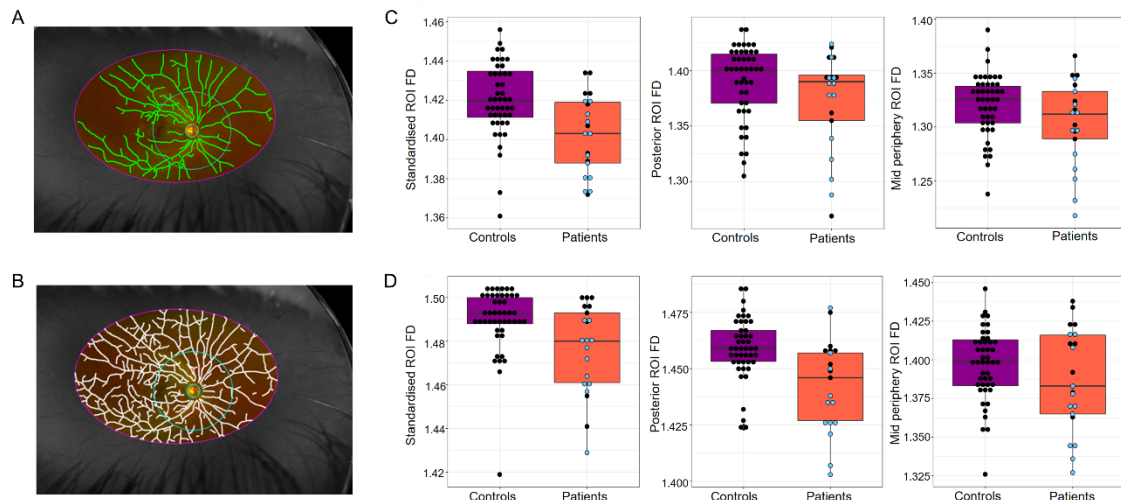 A
C
Standardised ROI FD
1.46
1.44
1.42
1.40
1.38
1.36
Controls
Patients
Posterior ROI FD
1.40
1.35
1.30
Controls
Patients
Mid periphery ROI FD
1.40
1.35
1.30
1.25
Controls
Patients
B
D
Standardised ROI FD
1.50
1.48
1.46
1.44
1.42
Controls
Patients
Posterior ROI FD
1.475
1.450
1.425
1.400
Controls
Patients
Mid periphery ROI FD
1.450
1.425
1.400
1.375
1.350
1.325
Controls
Patients